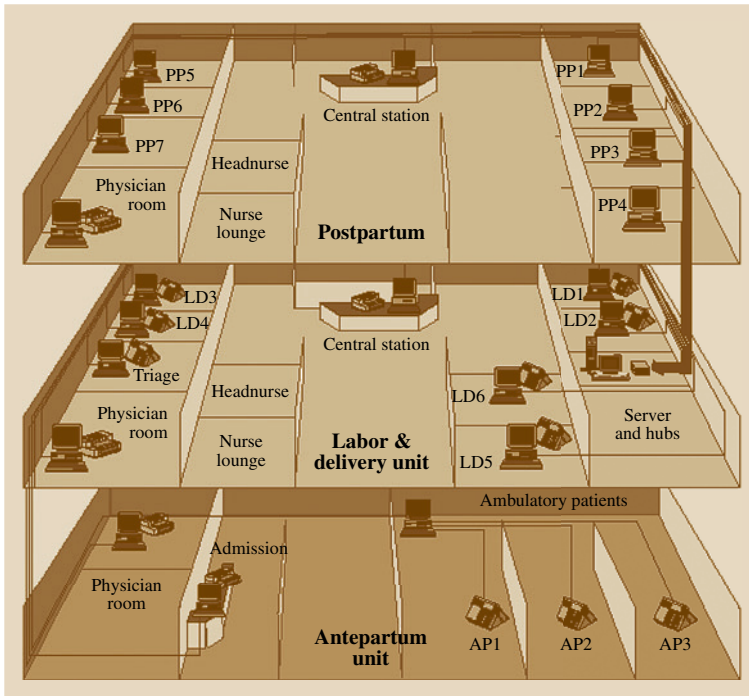 PP5
PP1
PP6
Central station
PP2
PP7
PP3
Headnurse
Physician
room
PP4
Nurse
lounge
Postpartum
LD3
LD1
LD4
LD2
Central station
Triage
Headnurse
LD6
Physician
room
Server
and hubs
Nurse
lounge
Labor &
delivery unit
LD5
Ambulatory patients
Admission
Physician
room
Antepartum
unit
AP1
AP2
AP3